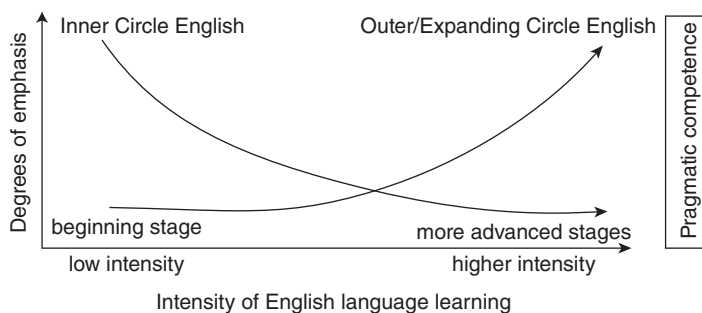 Inner Circle English
Outer/Expanding Circle English
Degrees of emphasis
Pragmatic competence
beginning stage
more advanced stages
low intensity
higher intensity
Intensity of English language learning